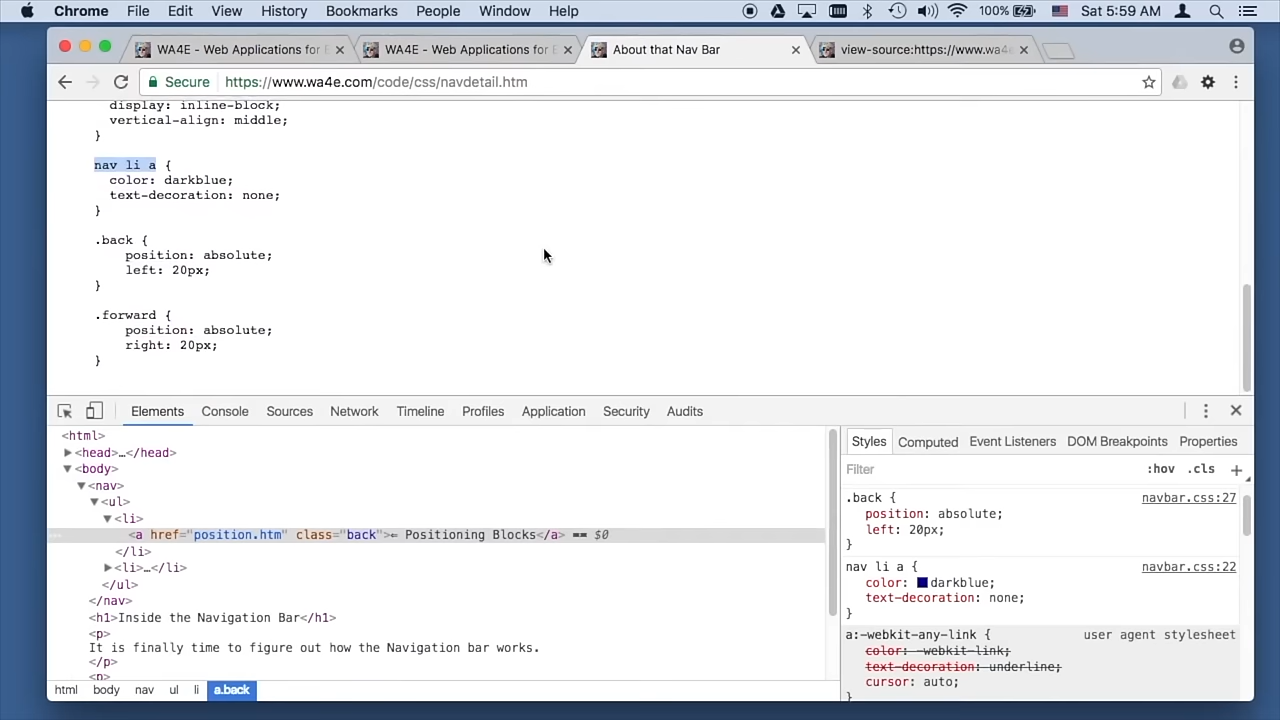 Chrome File Edit View History Bookmarks People Window Help 100% Sat 5:59 AM
WA4E - Web Applications for E WA4E - Web Applications for E About that Nav Bar view-source:https://www.wa4e
Secure https://www.wa4e.com/code/css/navdetail.htm
display: inline-block;
vertical-align: middle;
}
nav li a {
color: darkblue;
text-decoration: none;
}
.back {
position: absolute;
left: 20px;
}
.forward {
position: absolute;
right: 20px;
}
Elements Console Sources Network Timeline Profiles Application Security Audits
<html>
▶<head>…</head>
▼<body>
▼<nav>
▼<ul>
▼<li>
<a href="position.htm" class="back">⇐ Positioning Blocks</a> == $0
</li>
▶<li>…</li>
</ul>
</nav>
<h1>Inside the Navigation Bar</h1>
<p>
It is finally time to figure out how the Navigation bar works.
</p>
<p>
html body nav ul li a.back
Styles Computed Event Listeners DOM Breakpoints Properties
Filter :hov .cls +
.back { navbar.css:27
position: absolute;
left: 20px;
}
nav li a { navbar.css:22
color: darkblue;
text-decoration: none;
}
a:-webkit-any-link { user agent stylesheet
color: -webkit-link;
text-decoration: underline;
cursor: auto;
}